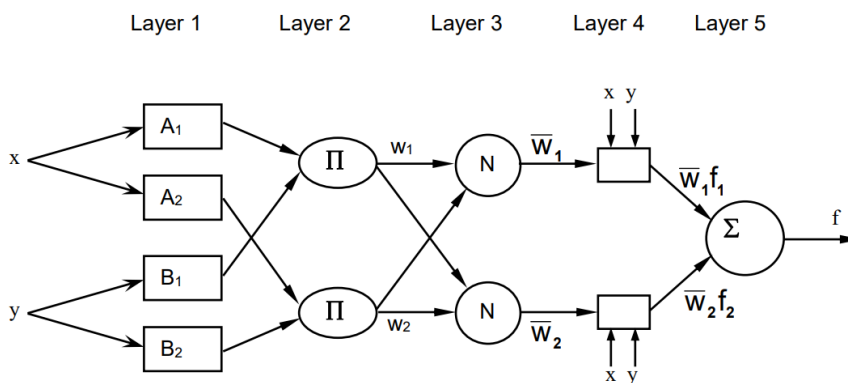 Layer 1 Layer 2 Layer 3 Layer 4 Layer 5
x y
A₁ w₁ w̅₁
x Π N w̅₁f₁
A₂
Σ f
B₁
y Π N w̅₂f₂
B₂ w₂ w̅₂
x y